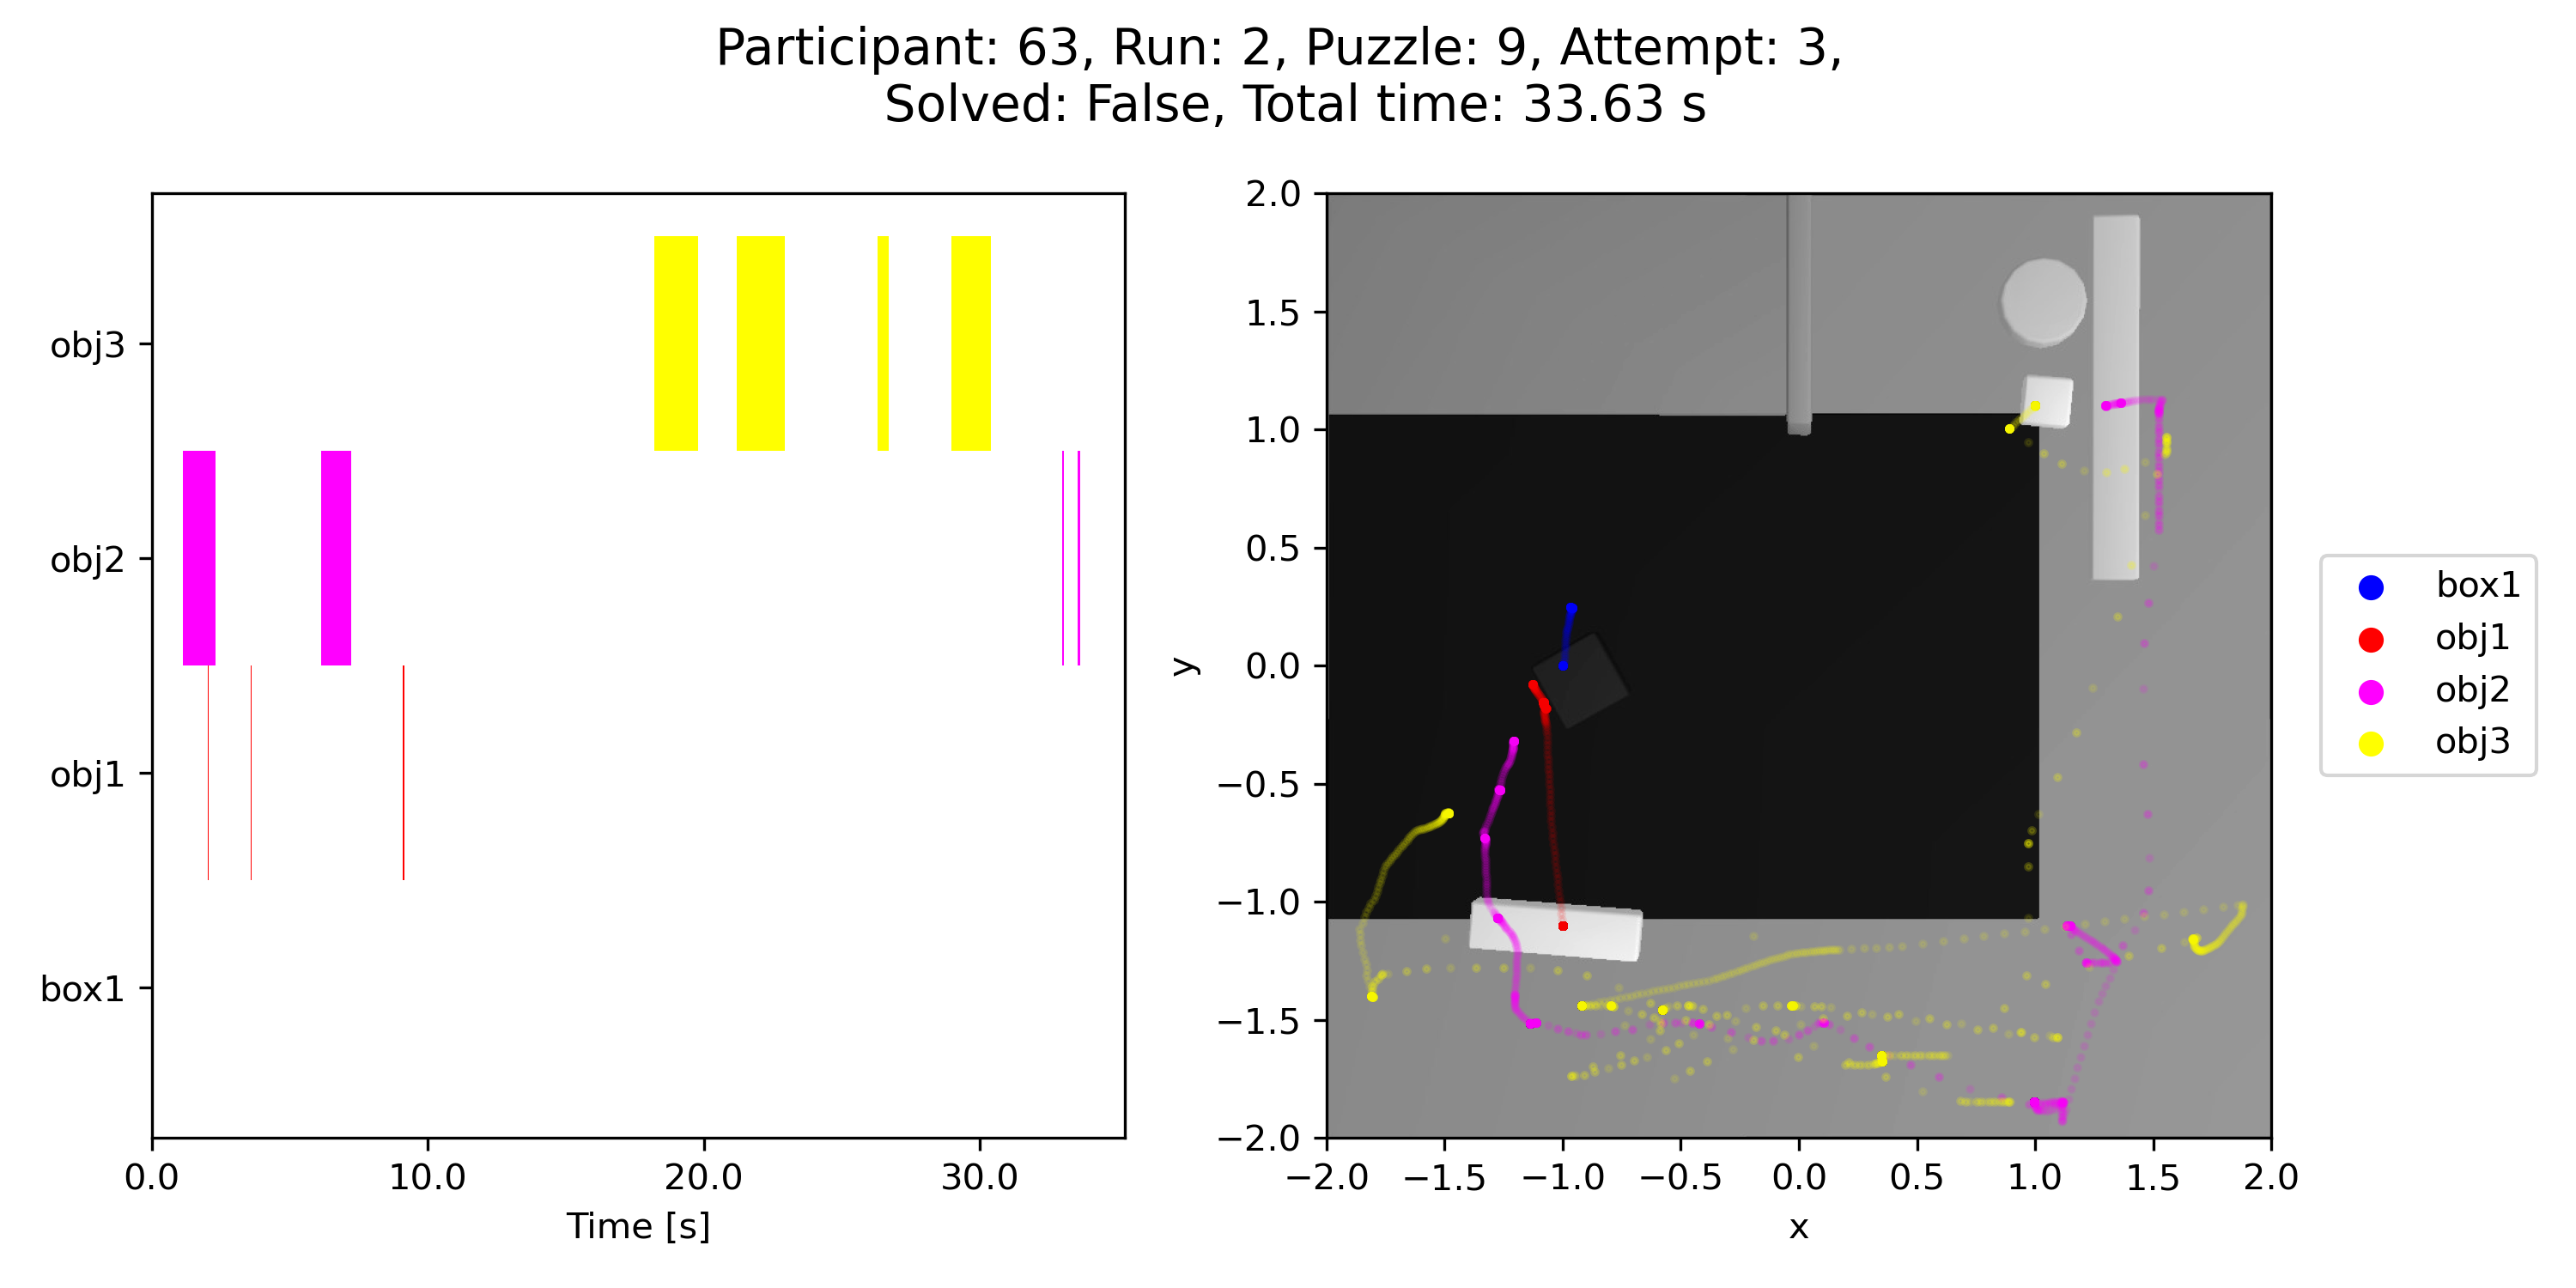 Participant: 63, Run: 2, Puzzle: 9, Attempt: 3,
Solved: False, Total time: 33.63 s
obj3
obj2
obj1
box1
0.0 10.0 20.0 30.0
Time [s]
2.0
1.5
1.0
0.5
0.0
−0.5
−1.0
−1.5
−2.0
y
−2.0 −1.5 −1.0 −0.5 0.0 0.5 1.0 1.5 2.0
x
box1
obj1
obj2
obj3